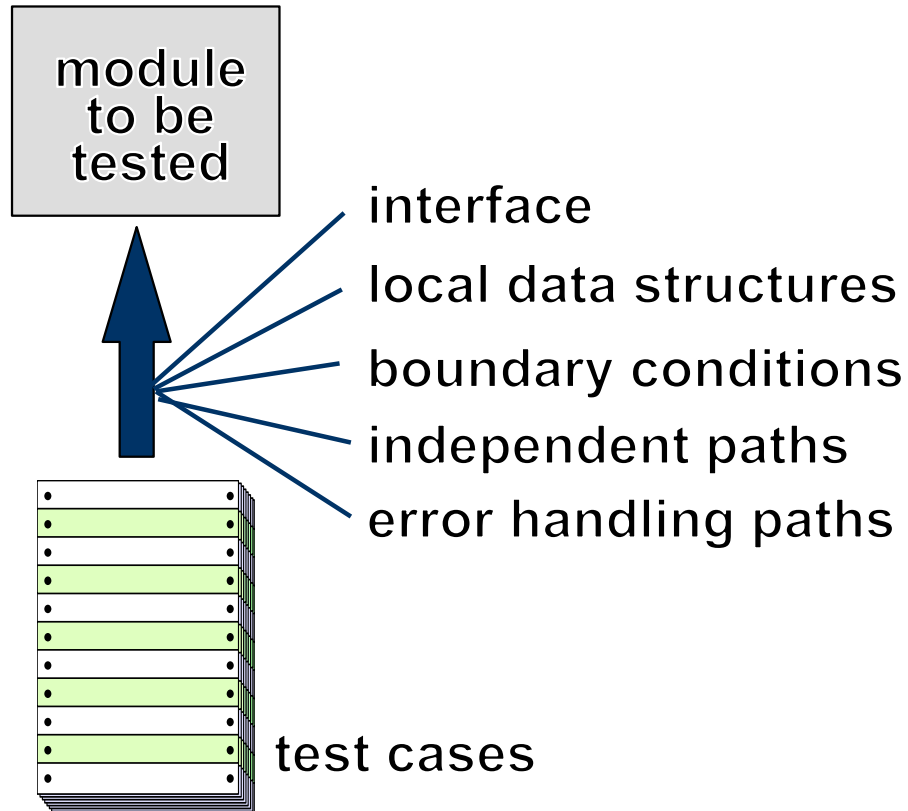 module
to be
tested
interface
local data structures
boundary conditions
independent paths
error handling paths
test cases